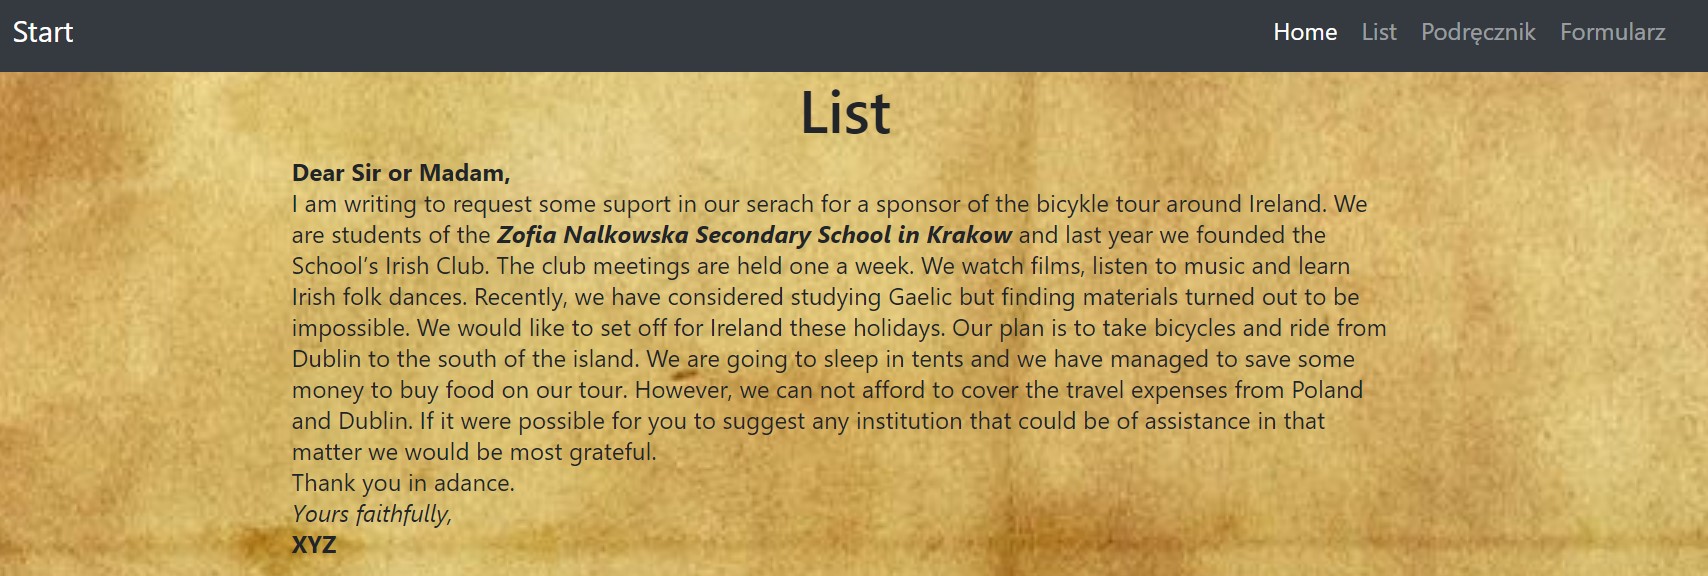 Start Home List Podręcznik Formularz
List
Dear Sir or Madam,
I am writing to request some suport in our serach for a sponsor of the bicykle tour around Ireland. We
are students of the Zofia Nalkowska Secondary School in Krakow and last year we founded the
School’s Irish Club. The club meetings are held one a week. We watch films, listen to music and learn
Irish folk dances. Recently, we have considered studying Gaelic but finding materials turned out to be
impossible. We would like to set off for Ireland these holidays. Our plan is to take bicycles and ride from
Dublin to the south of the island. We are going to sleep in tents and we have managed to save some
money to buy food on our tour. However, we can not afford to cover the travel expenses from Poland
and Dublin. If it were possible for you to suggest any institution that could be of assistance in that
matter we would be most grateful.
Thank you in adance.
Yours faithfully,
XYZ